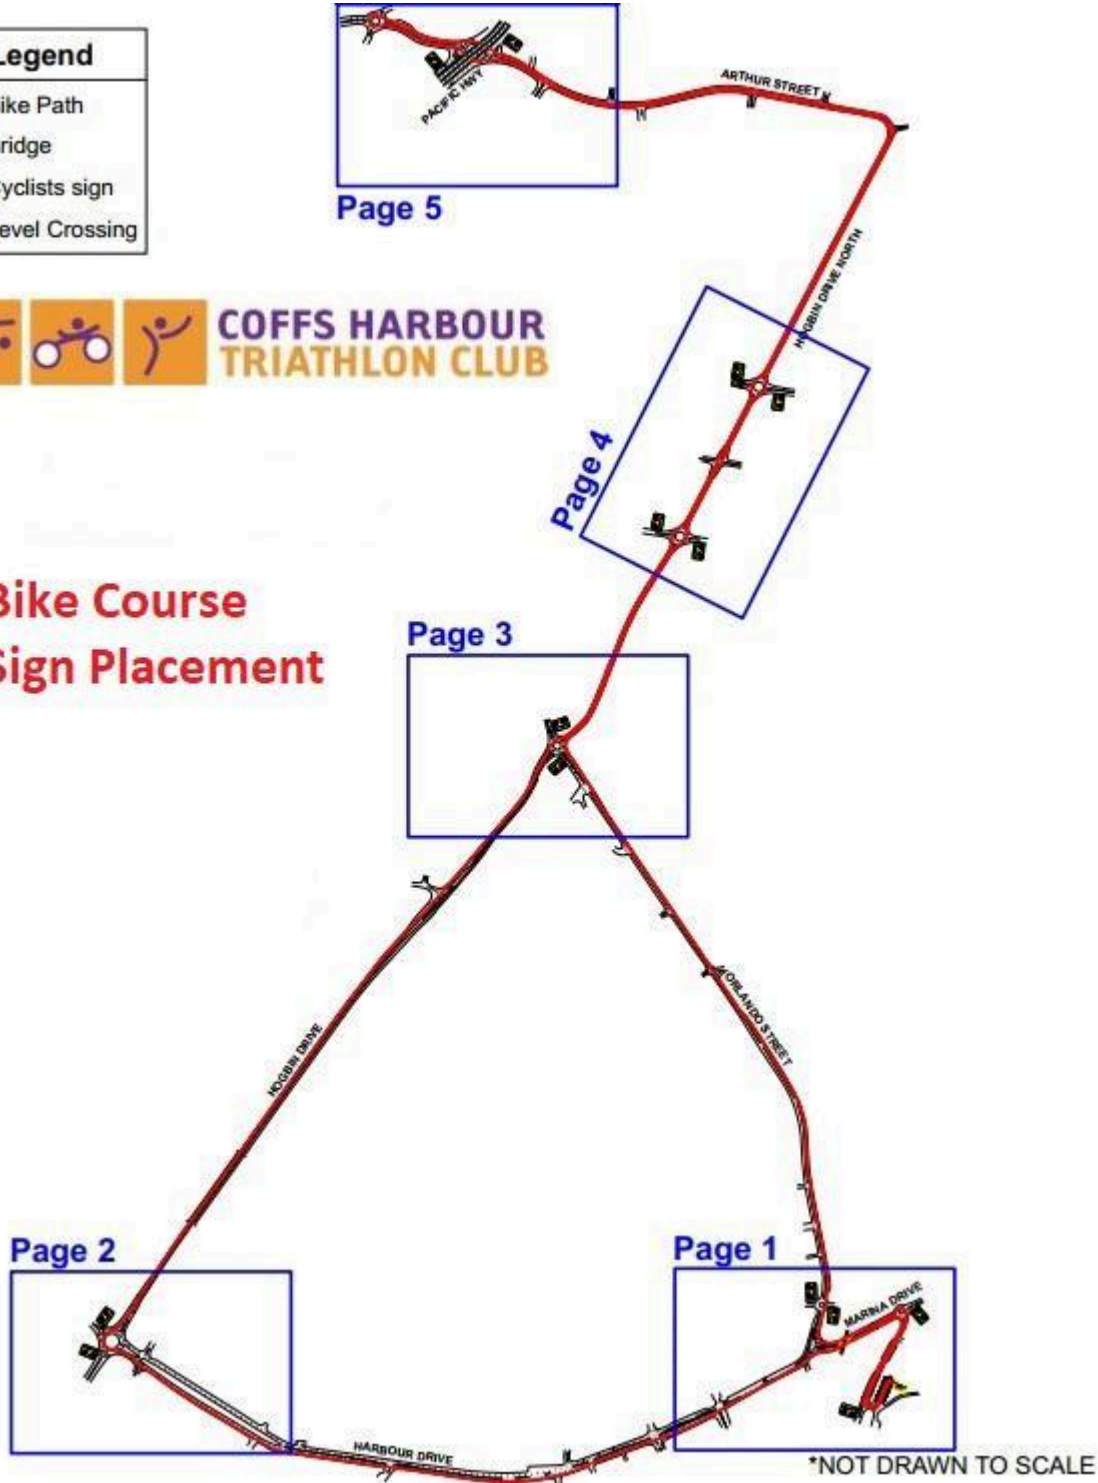 Legend
ike Path
ridge
Cyclists sign
evel Crossing
PACIFIC HWY
ARTHUR STREET
Page 5
HOGBIN DRIVE NORTH
COFFS HARBOUR
TRIATHLON CLUB
Page 4
Bike Course
Sign Placement
Page 3
ORLANDO STREET
HOGBIN DRIVE
Page 2
Page 1
MARINA DRIVE
HARBOUR DRIVE
*NOT DRAWN TO SCALE